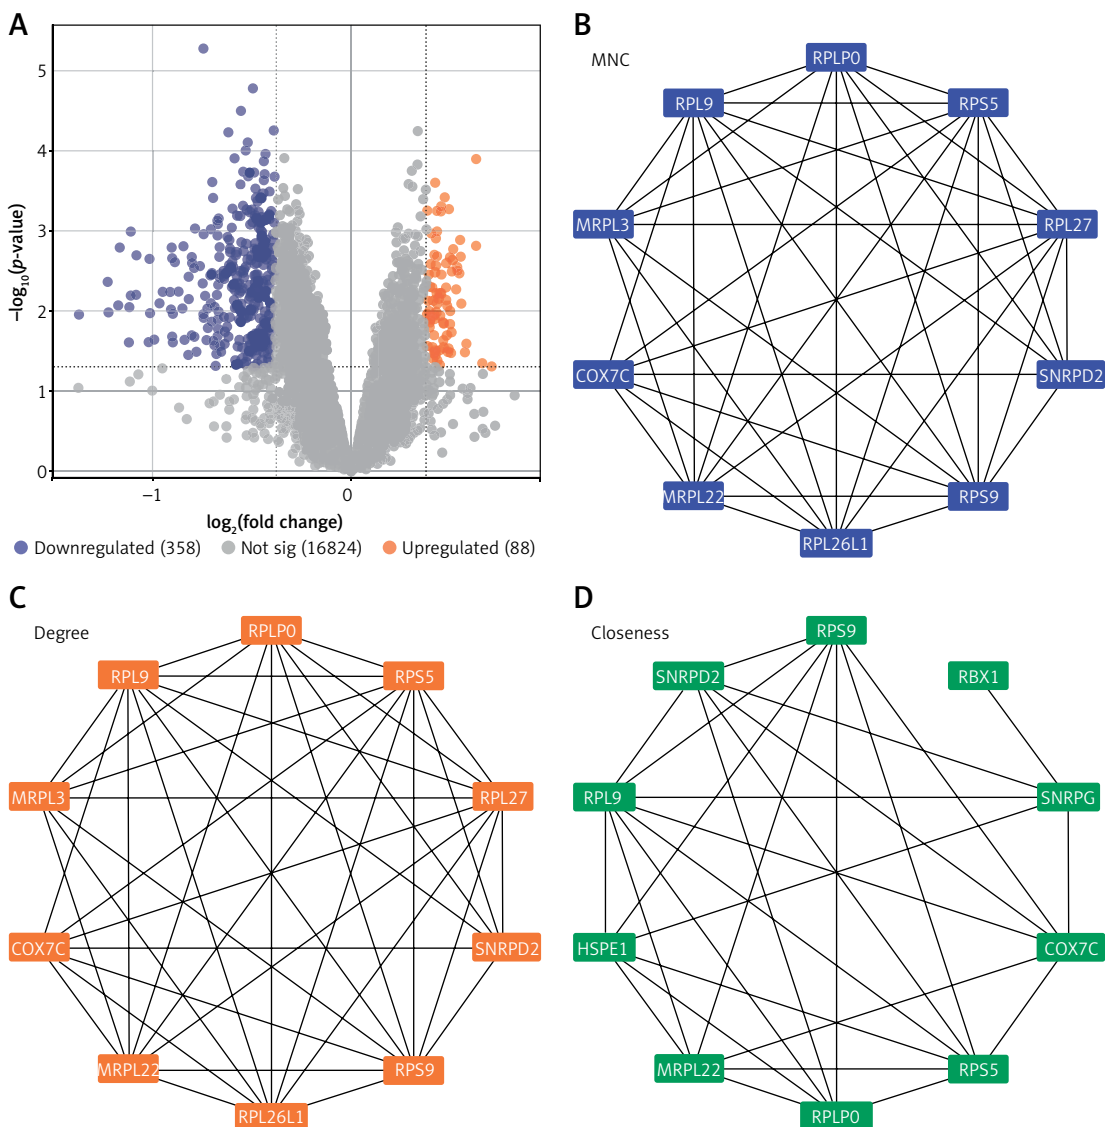 A
5
4
3
2
1
0
–log10(p-value)
–1
0
log2(fold change)
Downregulated (358)
Not sig (16824)
Upregulated (88)
B
MNC
RPLP0
RPL9
RPS5
MRPL3
RPL27
COX7C
SNRPD2
MRPL22
RPS9
RPL26L1
C
Degree
RPLP0
RPL9
RPS5
MRPL3
RPL27
COX7C
SNRPD2
MRPL22
RPS9
RPL26L1
D
Closeness
RPS9
SNRPD2
RBX1
RPL9
SNRPG
HSPE1
COX7C
MRPL22
RPS5
RPLP0